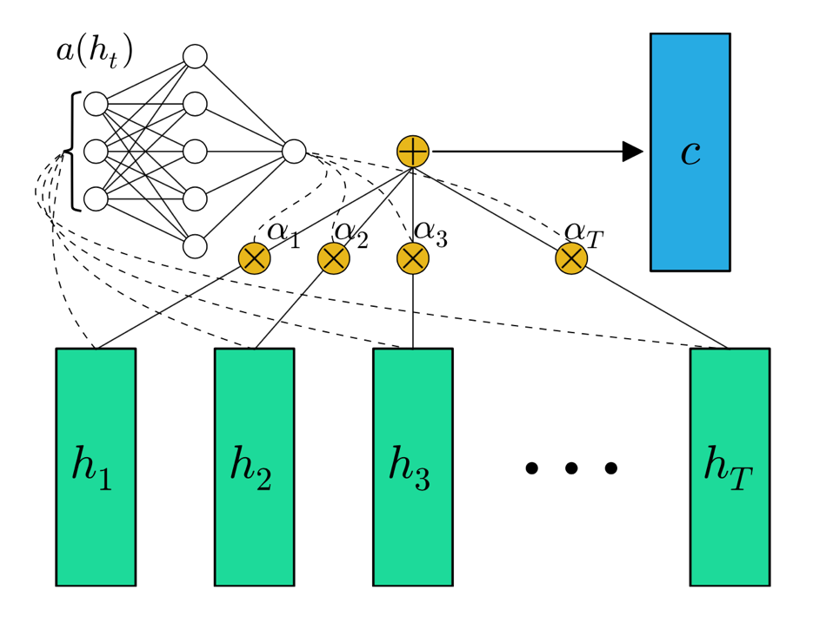 a(h_t)
c
α_1 α_2 α_3 α_T
h_1 h_2 h_3 • • • h_T